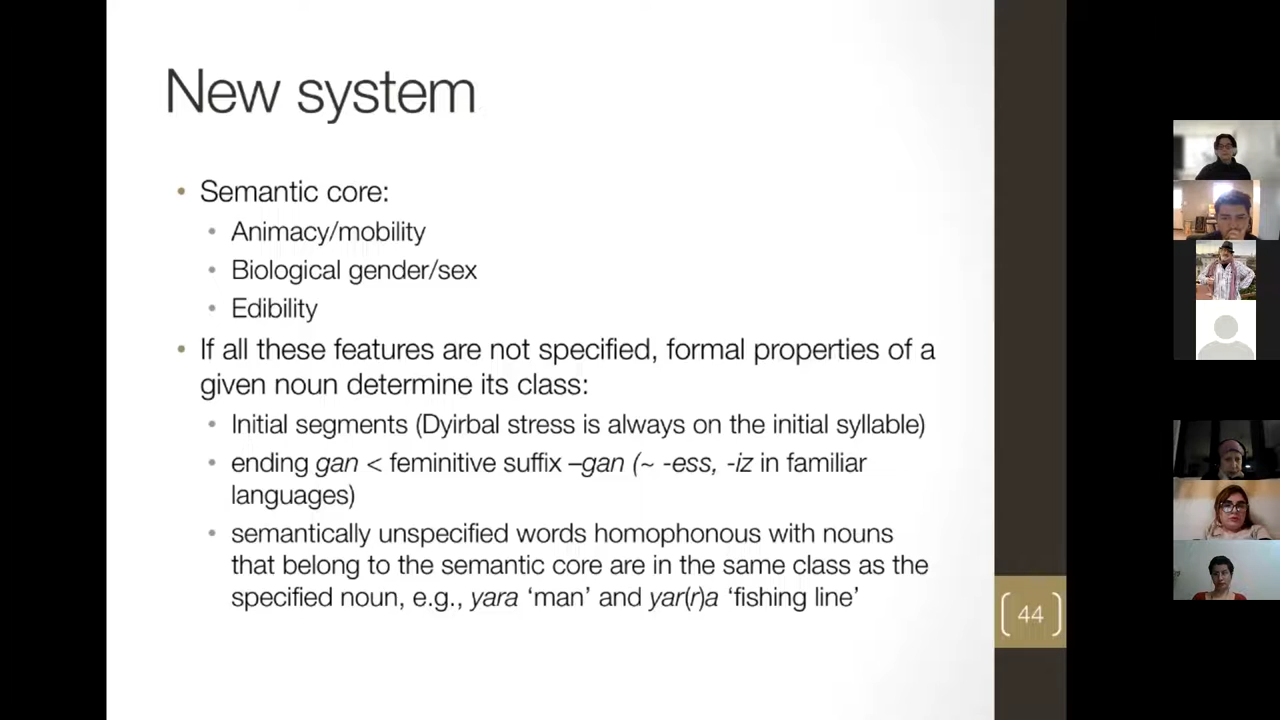 New system
• Semantic core:
• Animacy/mobility
• Biological gender/sex
• Edibility
• If all these features are not specified, formal properties of a
given noun determine its class:
• Initial segments (Dyirbal stress is always on the initial syllable)
• ending gan < feminitive suffix –gan (~ -ess, -iz in familiar
languages)
• semantically unspecified words homophonous with nouns
that belong to the semantic core are in the same class as the
specified noun, e.g., yara ‘man’ and yar(r)a ‘fishing line’
44